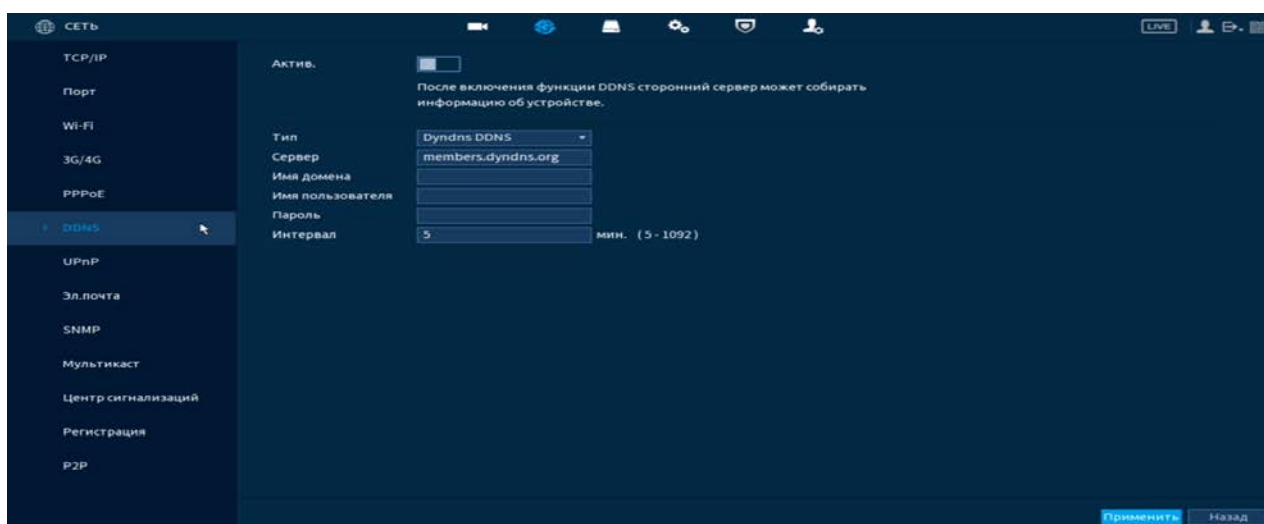 СЕТЬ
LIVE
TCP/IP
Порт
Wi-Fi
3G/4G
PPPoE
DDNS
UPnP
Эл.почта
SNMP
Мультикаст
Центр сигнализаций
Регистрация
P2P
Актив.
После включения функции DDNS сторонний сервер может собирать
информацию об устройстве.
Тип Dyndns DDNS
Сервер members.dyndns.org
Имя домена
Имя пользователя
Пароль
Интервал 5 мин. (5-1092)
Применить Назад